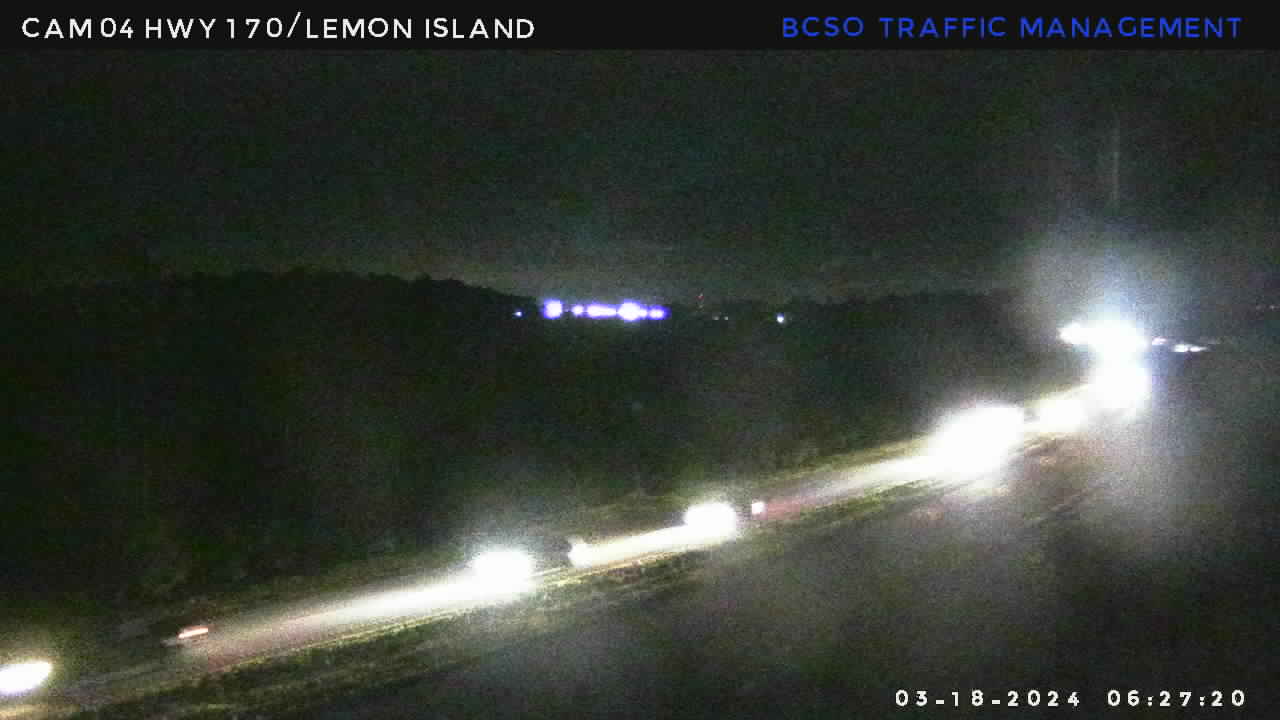 CAM04 HWY 170/LEMON ISLAND
BCSO TRAFFIC MANAGEMENT
03-18-2024 06:27:20